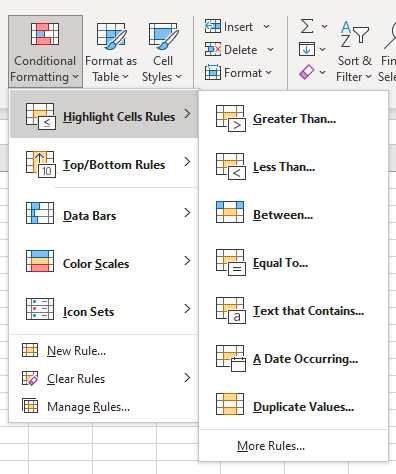 Conditional
Formatting
Format as
Table
Cell
Styles
Insert
Delete
Format
Sort &
Filter
Highlight Cells Rules
Top/Bottom Rules
10
Data Bars
Color Scales
Icon Sets
New Rule...
Clear Rules
Manage Rules...
Greater Than...
Less Than...
Between...
Equal To...
Text that Contains...
A Date Occurring...
Duplicate Values...
More Rules...